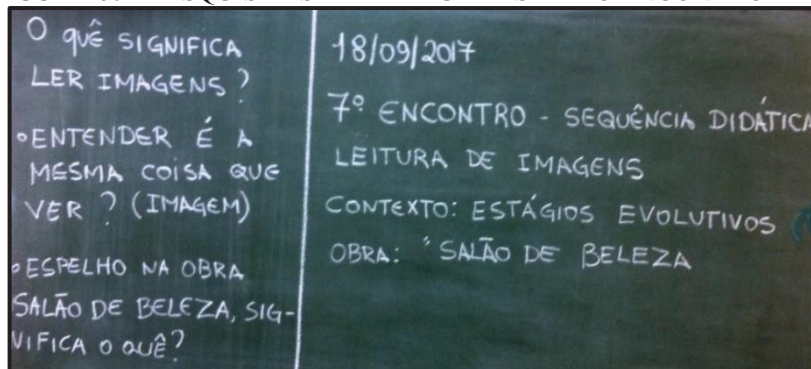 O QUÊ SIGNIFICA
LER IMAGENS?
•ENTENDER É A
MESMA COISA QUE
VER? (IMAGEM)
•ESPELHO NA OBRA
SALÃO DE BELEZA, SIG-
NIFICA O QUÊ?
18/09/2017
7º ENCONTRO - SEQUÊNCIA DIDÁTICA
LEITURA DE IMAGENS
CONTEXTO: ESTÁGIOS EVOLUTIVOS
OBRA: "SALÃO DE BELEZA